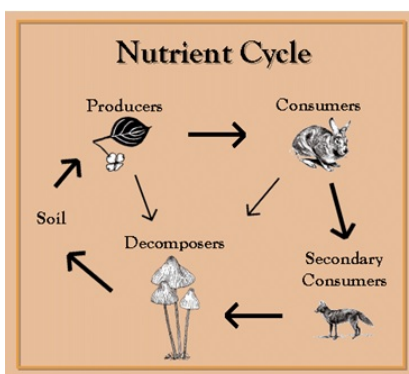 Nutrient Cycle
Producers
Consumers
Soil
Decomposers
Secondary
Consumers